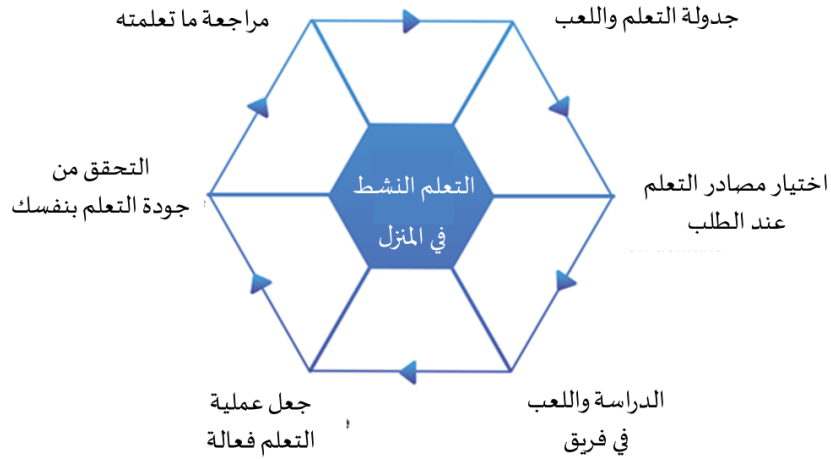 مراجعة ما تعلمته
جدولة التعلم واللعب
التحقق من
جودة التعلم بنفسك
التعلم النشط
في المنزل
اختيار مصادر التعلم
عند الطلب
جعل عملية
التعلم فعالة
الدراسة واللعب
في فريق